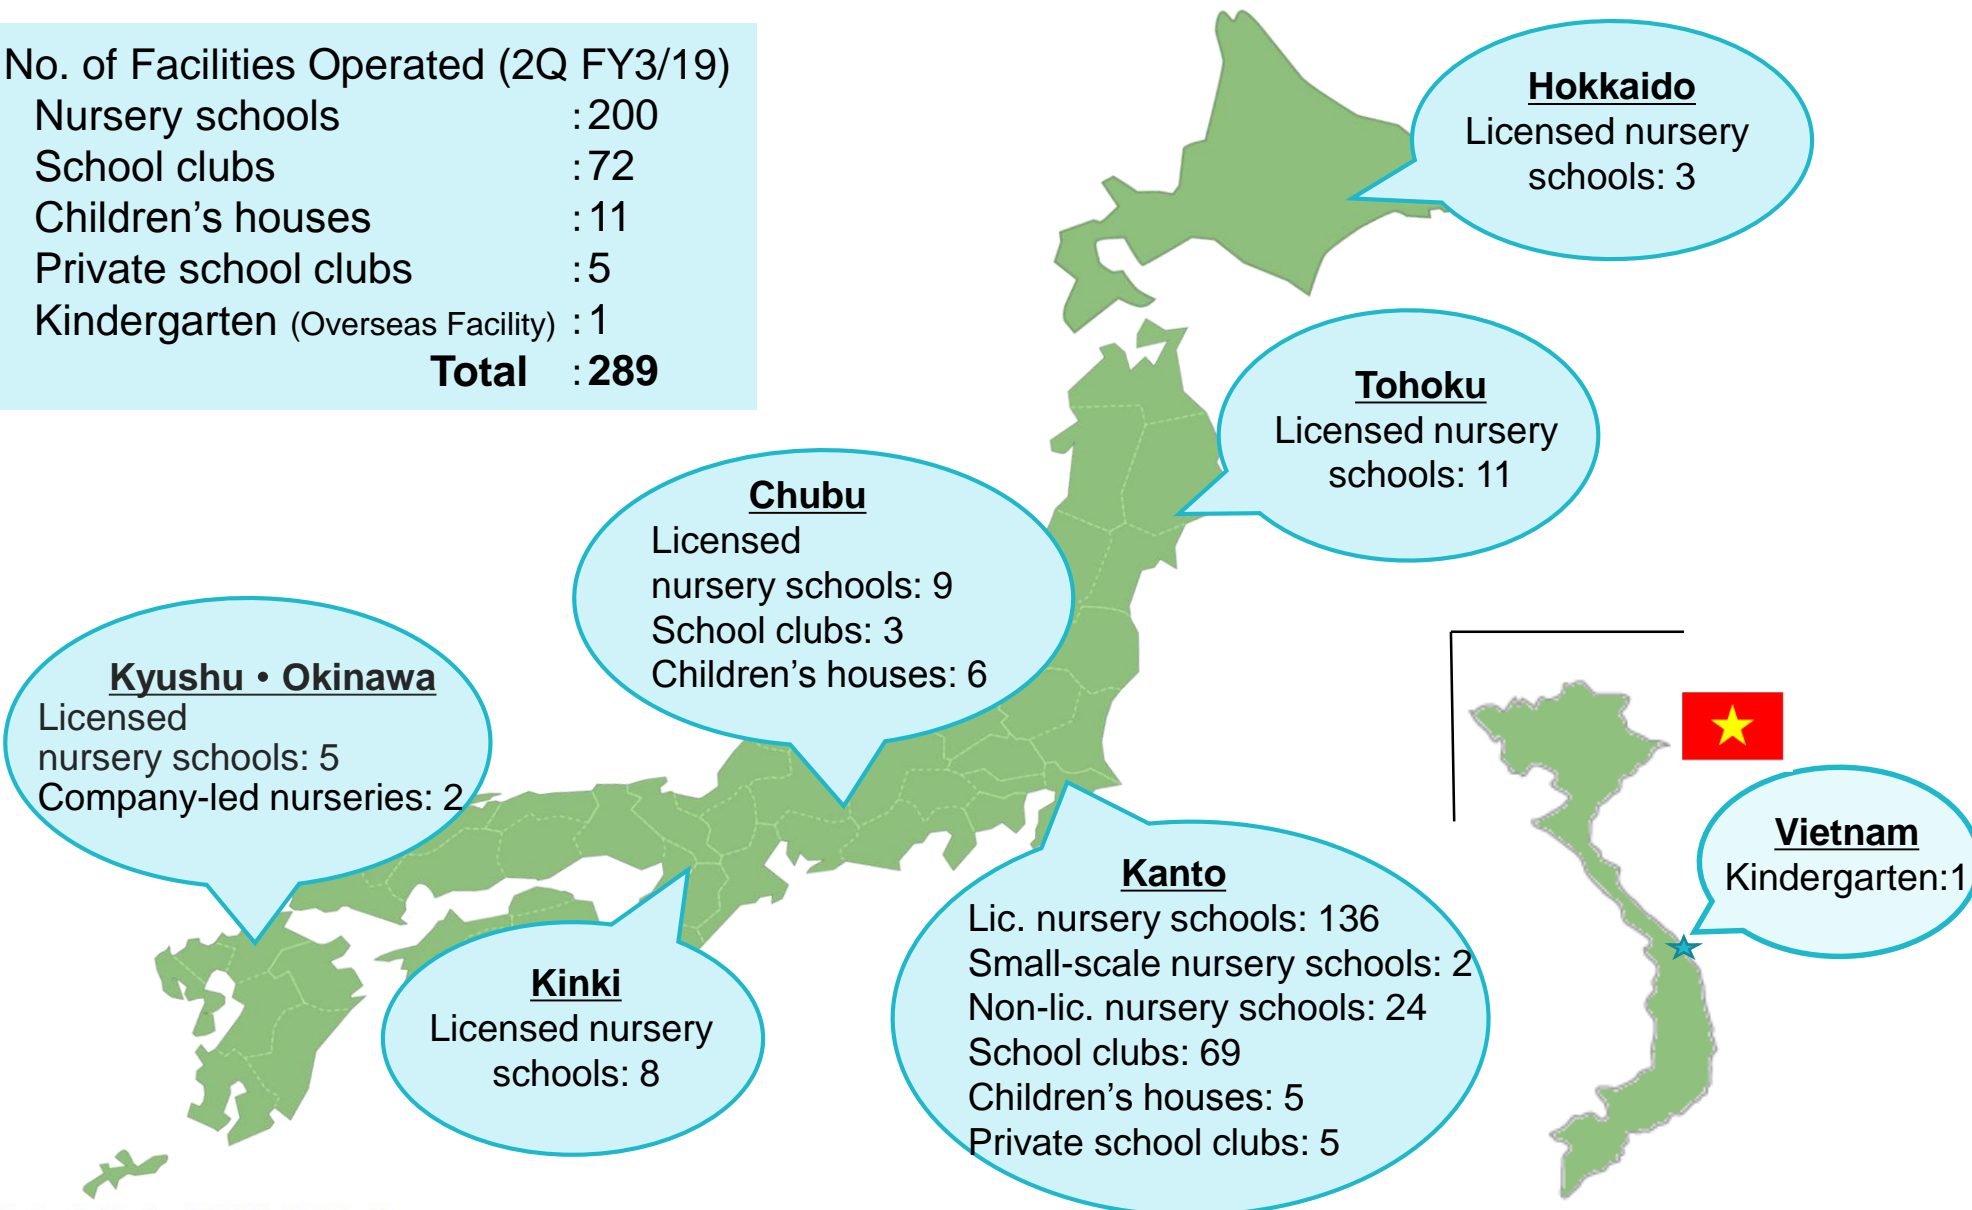 No. of Facilities Operated (2Q FY3/19)
Nursery schools :200
School clubs :72
Children’s houses :11
Private school clubs :5
Kindergarten (Overseas Facility) :1
Total :289
Hokkaido
Licensed nursery
schools: 3
Tohoku
Licensed nursery
schools: 11
Chubu
Licensed
nursery schools: 9
School clubs: 3
Children’s houses: 6
Kyushu・Okinawa
Licensed
nursery schools: 5
Company-led nurseries: 2
Kinki
Licensed nursery
schools: 8
Kanto
Lic. nursery schools: 136
Small-scale nursery schools: 2
Non-lic. nursery schools: 24
School clubs: 69
Children’s houses: 5
Private school clubs: 5
Vietnam
Kindergarten:1